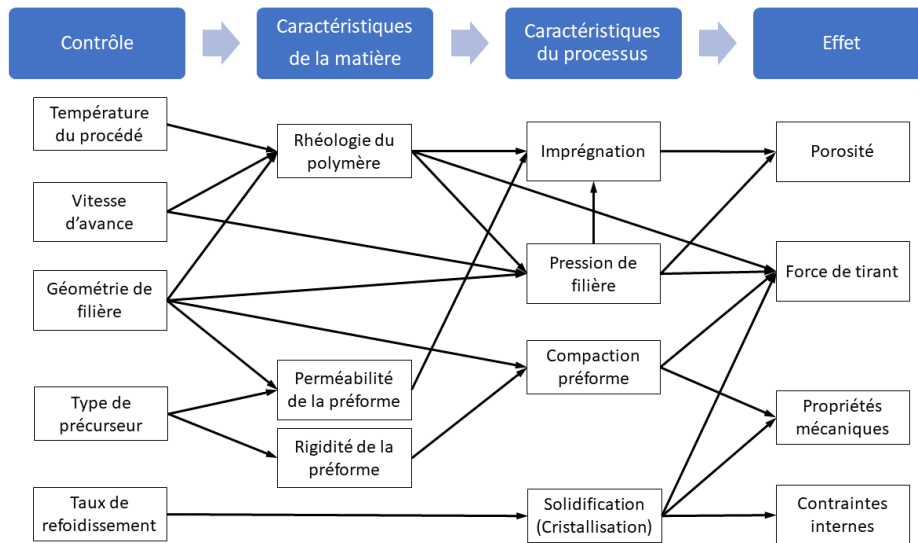 Contrôle
Caractéristiques
de la matière
Caractéristiques
du processus
Effet
Température
du procédé
Vitesse
d'avance
Géométrie de
filière
Type de
précurseur
Taux de
refoidissement
Rhéologie du
polymère
Perméabilité
de la préforme
Rigidité de la
préforme
Imprégnation
Pression de
filière
Compaction
préforme
Solidification
(Cristallisation)
Porosité
Force de tirant
Propriétés
mécaniques
Contraintes
internes